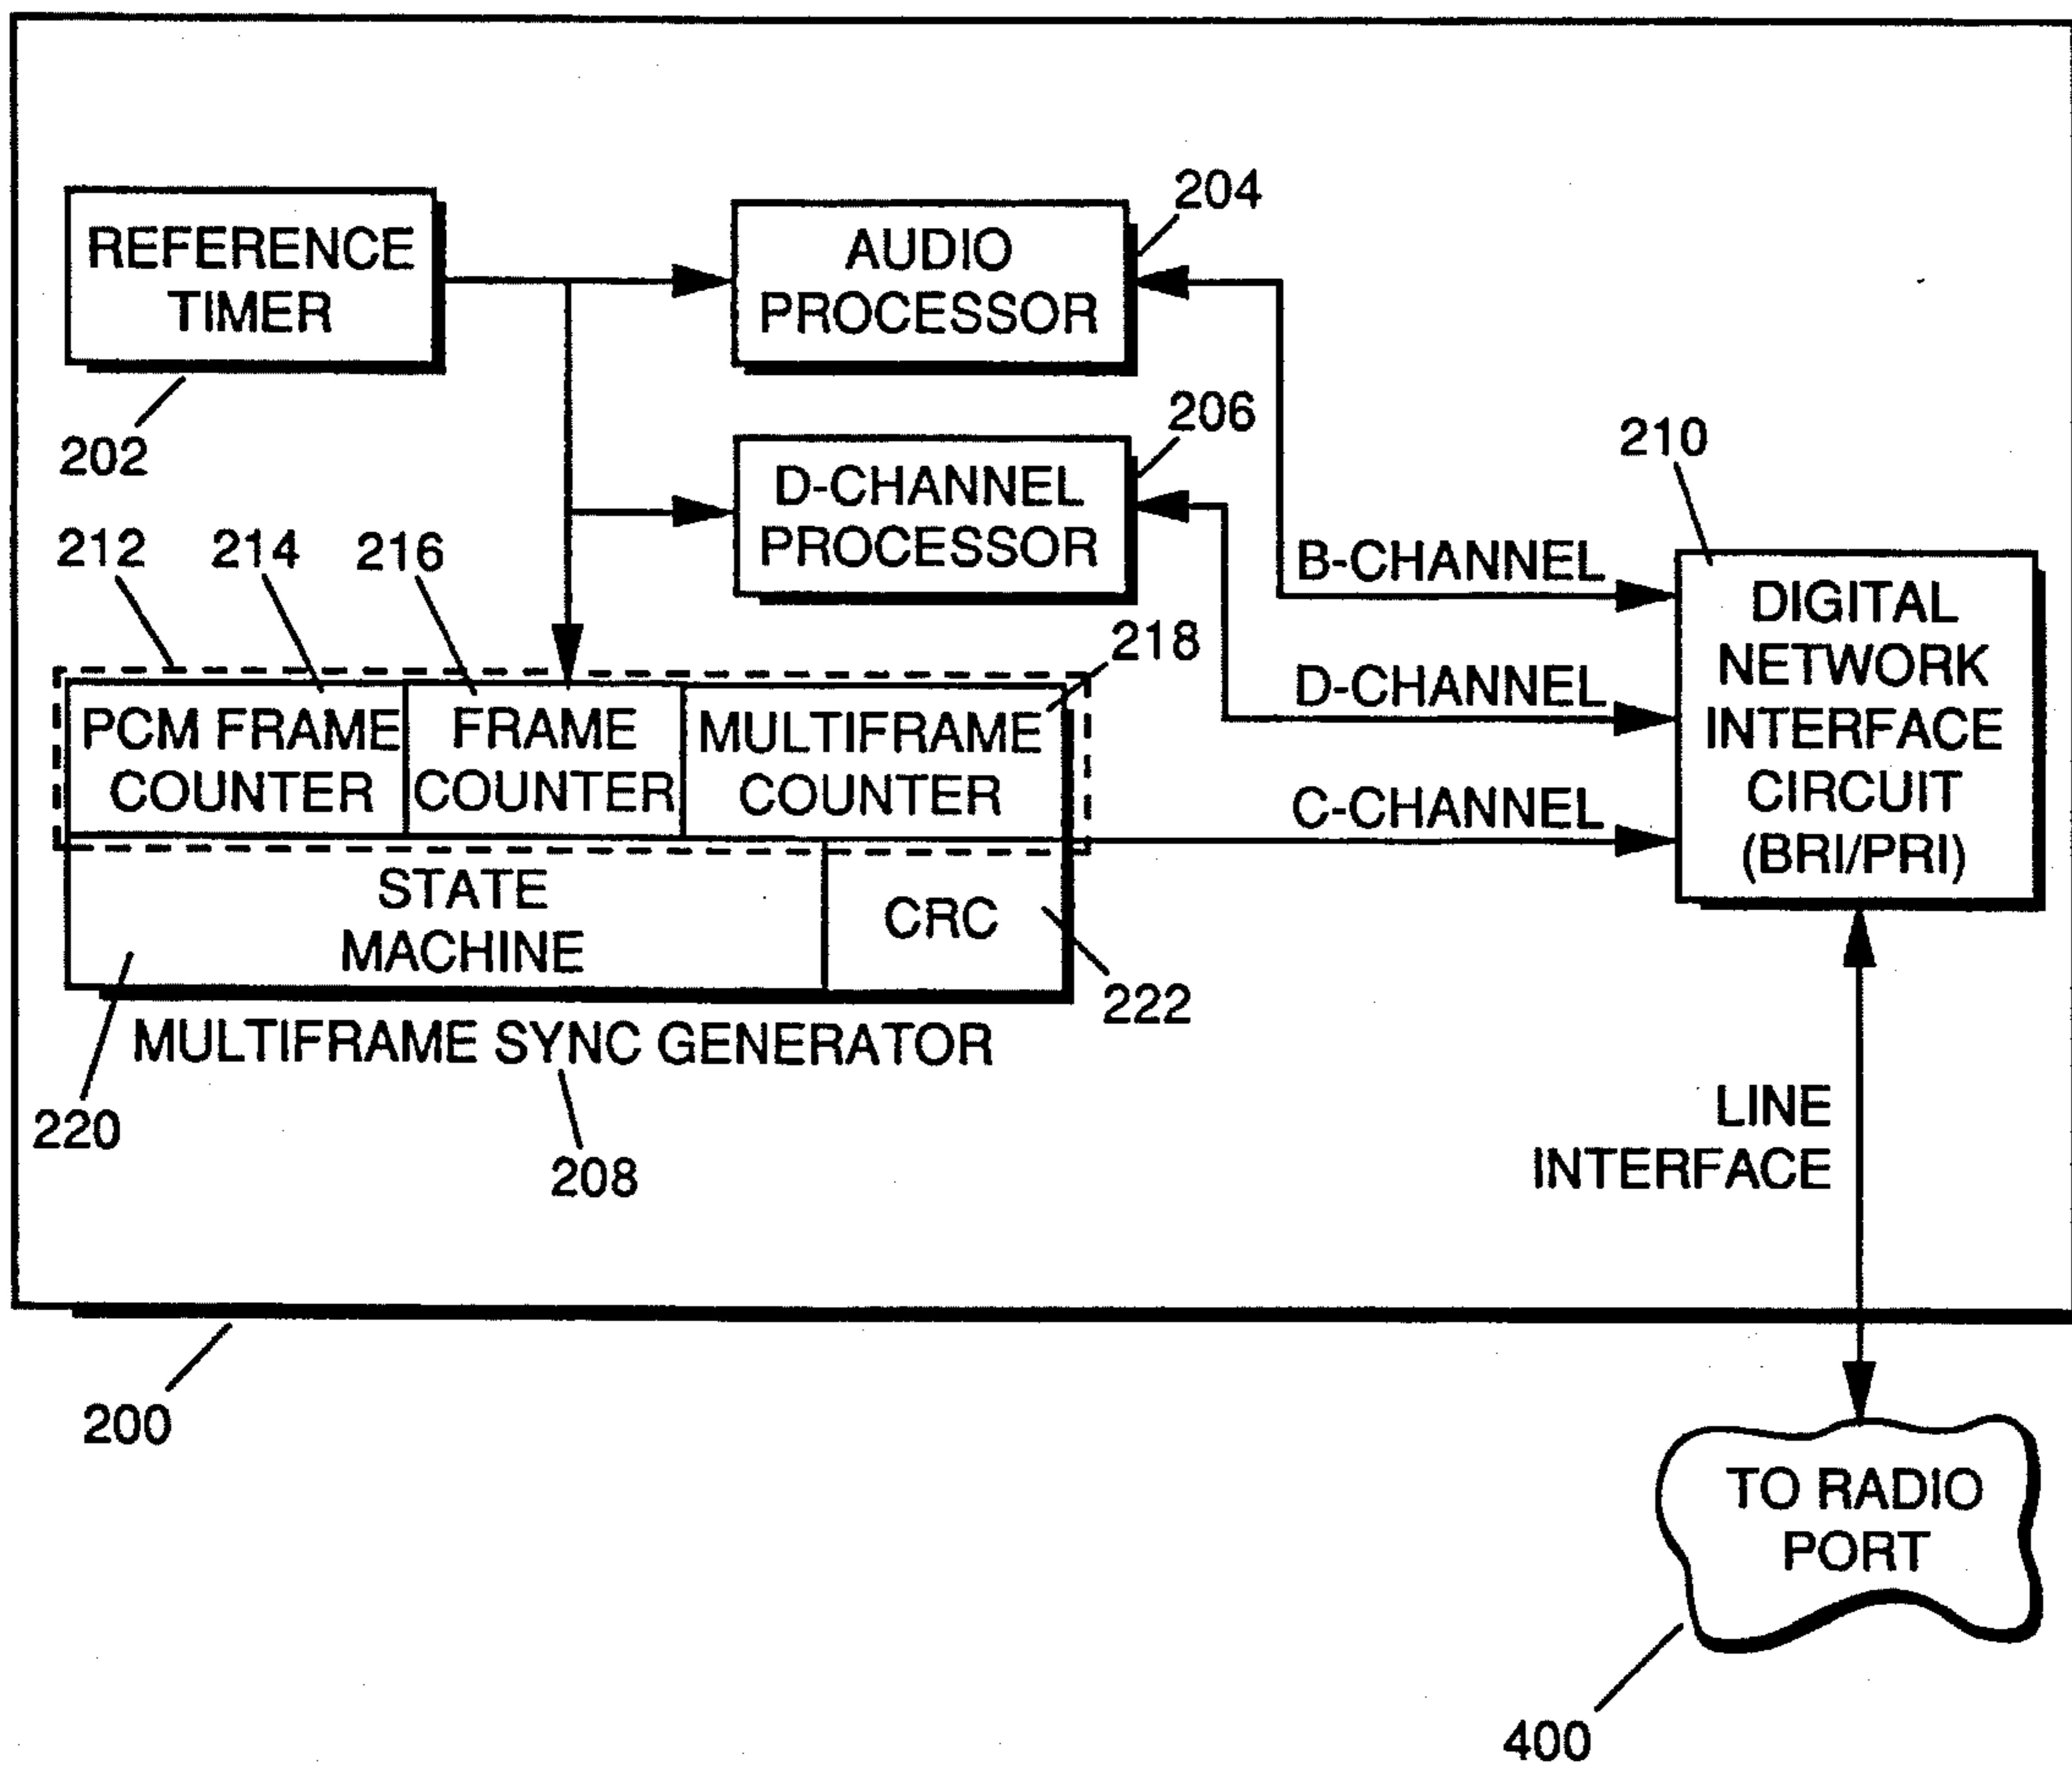 REFERENCE
TIMER
202
AUDIO
PROCESSOR
204
D-CHANNEL
PROCESSOR
206
210
212
214
216
218
B-CHANNEL
D-CHANNEL
C-CHANNEL
DIGITAL
NETWORK
INTERFACE
CIRCUIT
(BRI/PRI)
PCM FRAME
COUNTER
FRAME
COUNTER
MULTIFRAME
COUNTER
STATE
MACHINE
CRC
222
MULTIFRAME SYNC GENERATOR
220
208
LINE
INTERFACE
200
TO RADIO
PORT
400